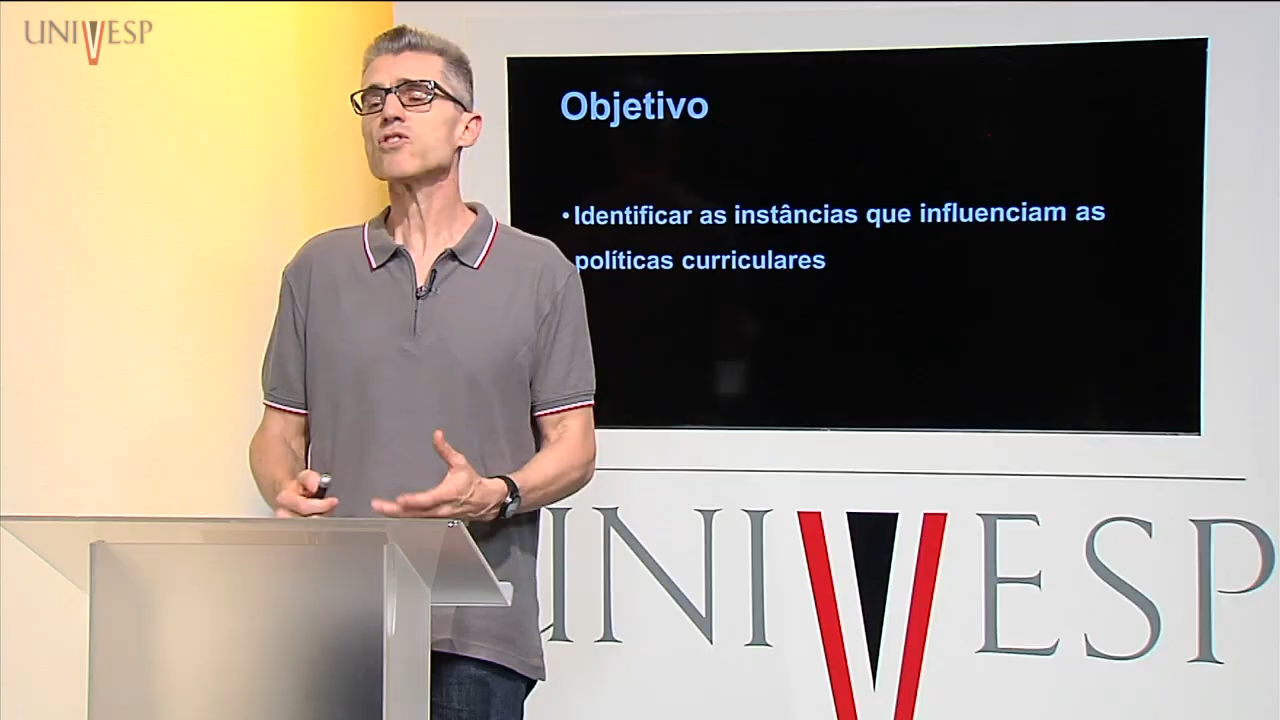 UNIVESP
Objetivo
• Identificar as instâncias que influenciam as
políticas curriculares
UNIVESP